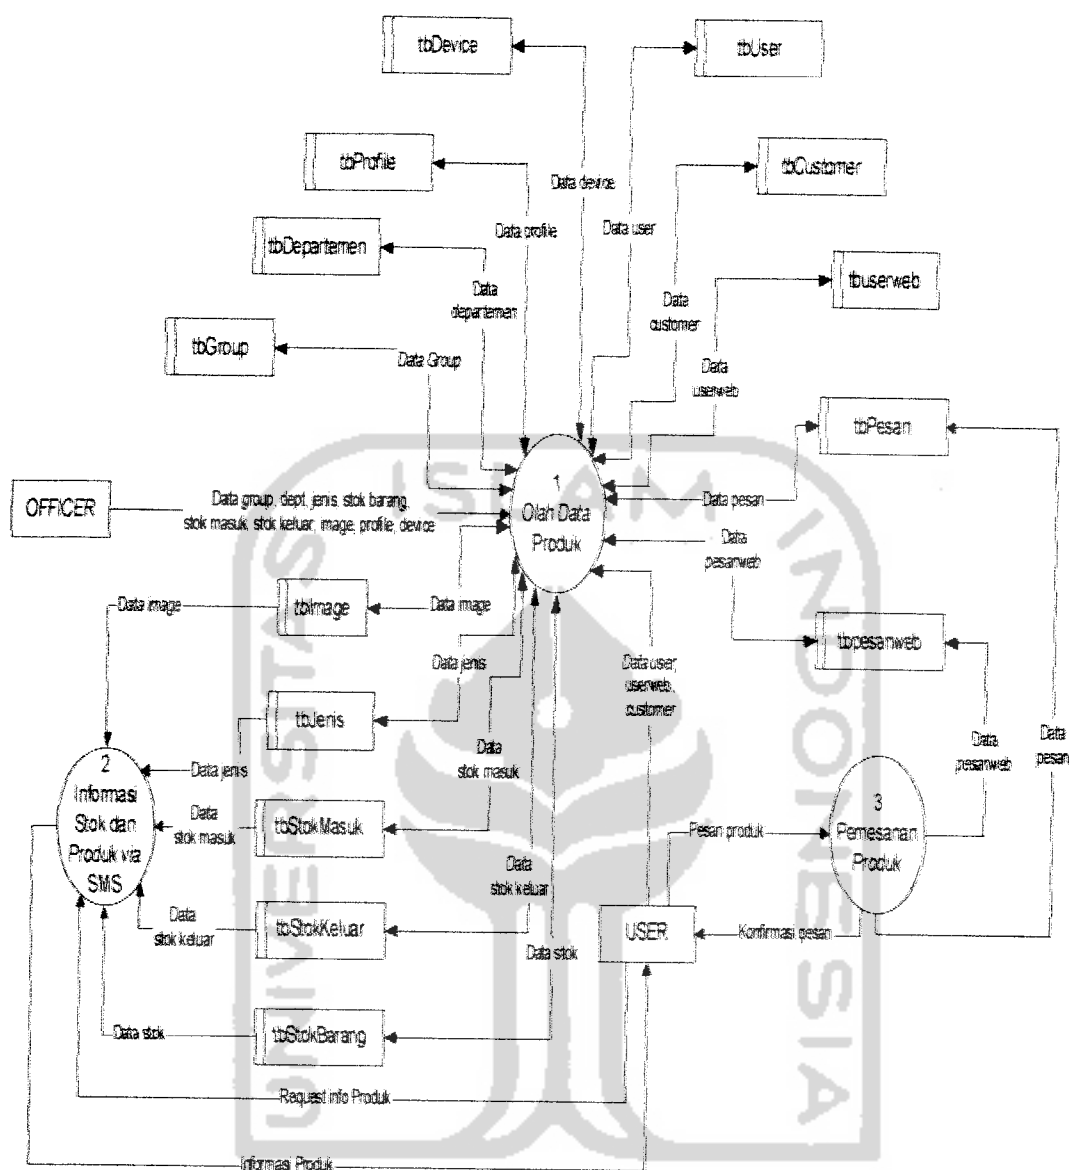 tbDevice
tbUser
tbProfile
tbCustomer
Data device
Data profile
Data user
tbDepartemen
tbuserweb
Data
departemen
Data
customer
tbGroup
Data Group
Data
userweb
tbPesan
1
Olah Data
Produk
OFFICER
Data group, dept, jenis, stok barang,
stok masuk, stok keluar, image, profile, device
Data pesan
Data
pesanweb
Data image
tbImage
Data image
tbpesanweb
Data jenis
Data user,
userweb,
customer
tbJenis
Data
stok masuk
Data
pesanweb
Data
pesan
2
Informasi
Stok dan
Produk via
SMS
Data jenis
Data
stok masuk
tbStokMasuk
3
Pemesanan
Produk
Pesan produk
Data
stok keluar
Data
stok keluar
tbStokKeluar
USER
Konfirmasi pesan
Data stok
Data stok
tbStokBarang
Request info Produk
Informasi Produk
UNIVERSITAS
ISLAM
INDONESIA